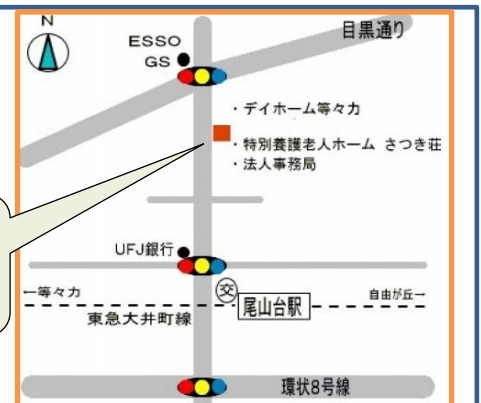 N
目黒通り
ESSO
GS
・デイホーム等々力
・特別養護老人ホーム さつき荘
・法人事務局
UFJ銀行
交
←等々力
尾山台駅
自由が丘→
東急大井町線
環状8号線